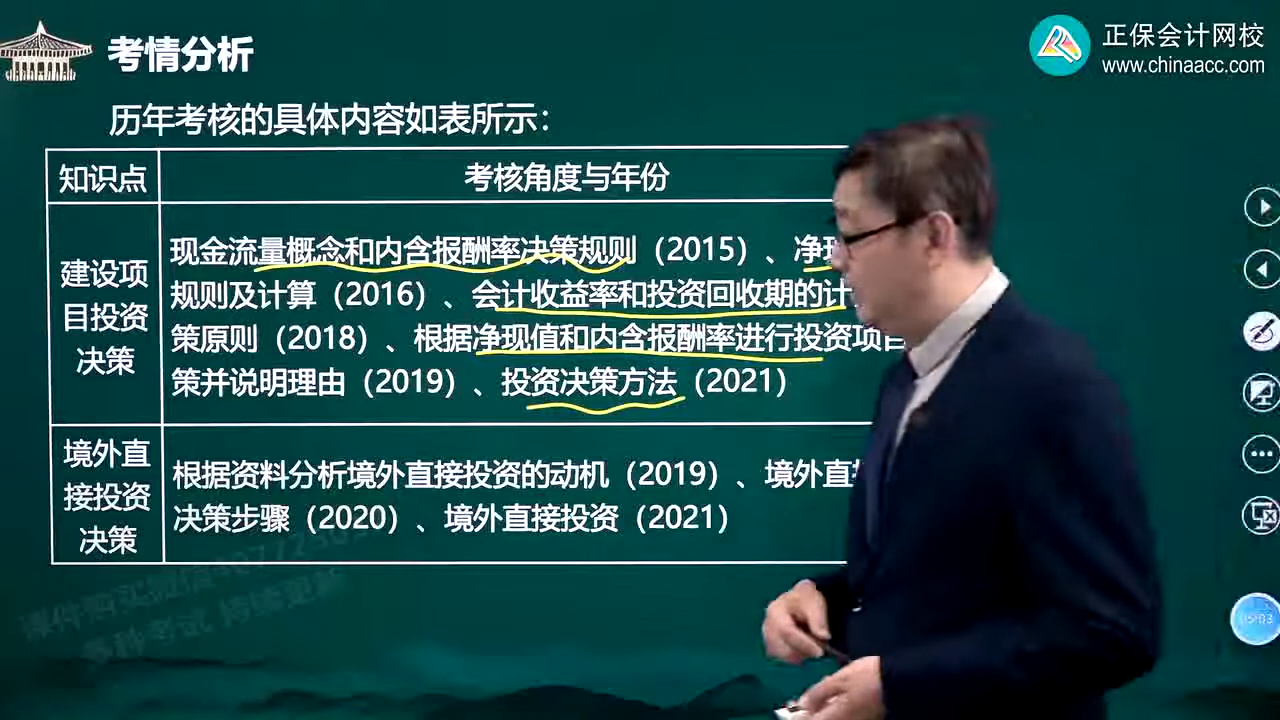 考情分析
正保会计网校
www.chinaacc.com
历年考核的具体内容如表所示：
知识点
考核角度与年份
建设项
目投资
决策
现金流量概念和内含报酬率决策规则（2015）、净现
规则及计算（2016）、会计收益率和投资回收期的计
策原则（2018）、根据净现值和内含报酬率进行投资项目
策并说明理由（2019）、投资决策方法（2021）
境外直
接投资
决策
根据资料分析境外直接投资的动机（2019）、境外直
决策步骤（2020）、境外直接投资（2021）